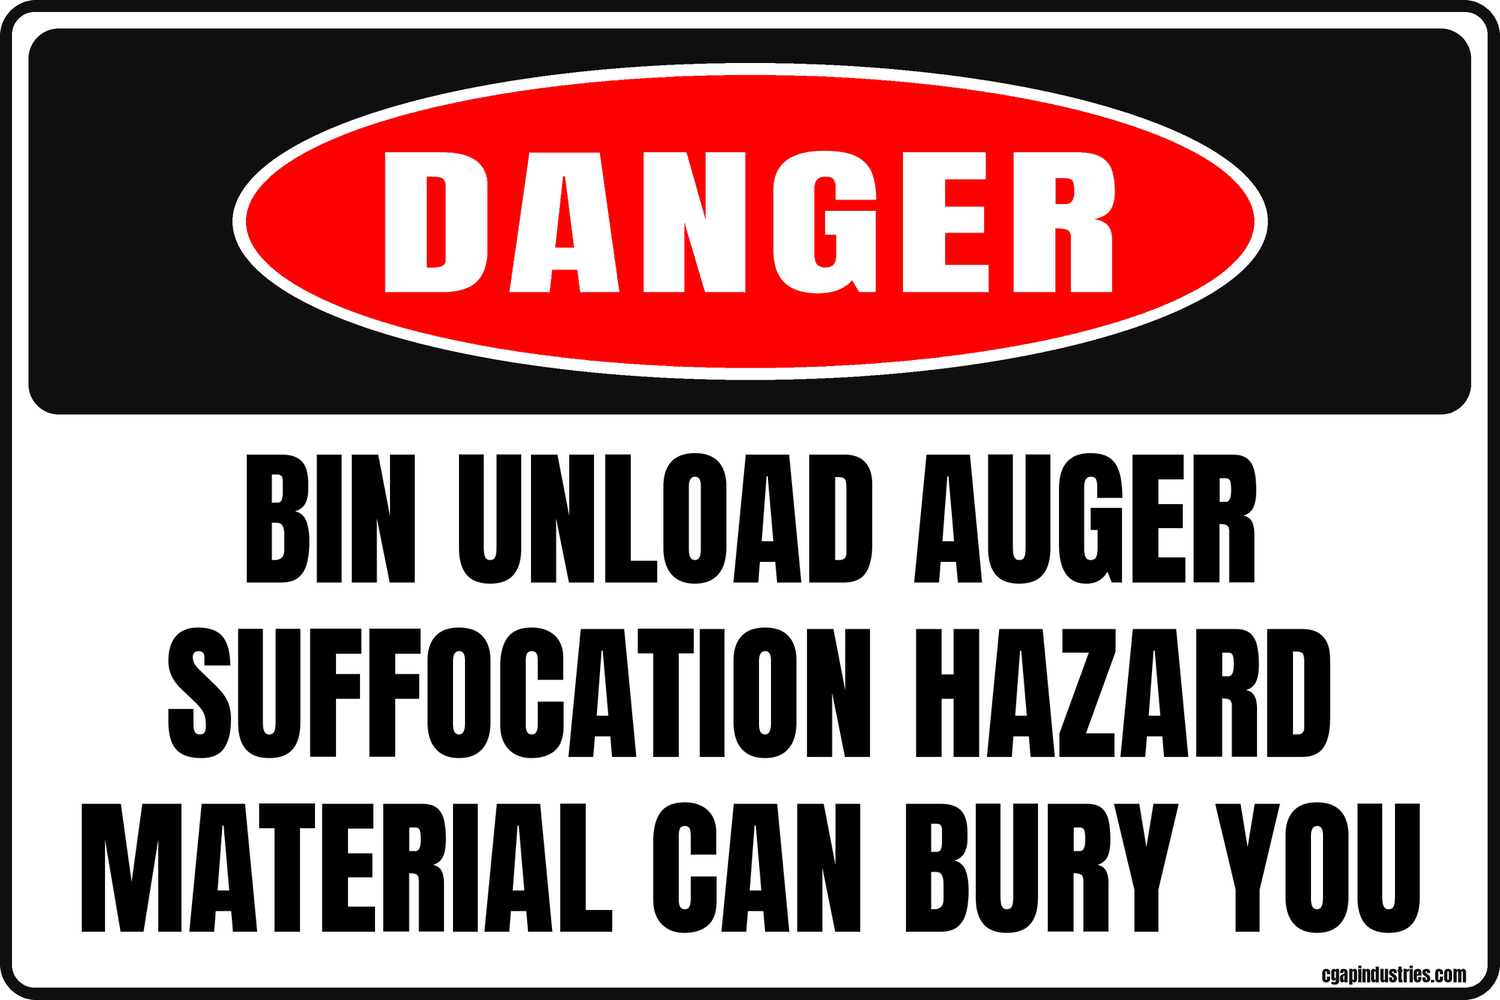 DANGER
BIN UNLOAD AUGER
SUFFOCATION HAZARD
MATERIAL CAN BURY YOU
cgapindustries.com